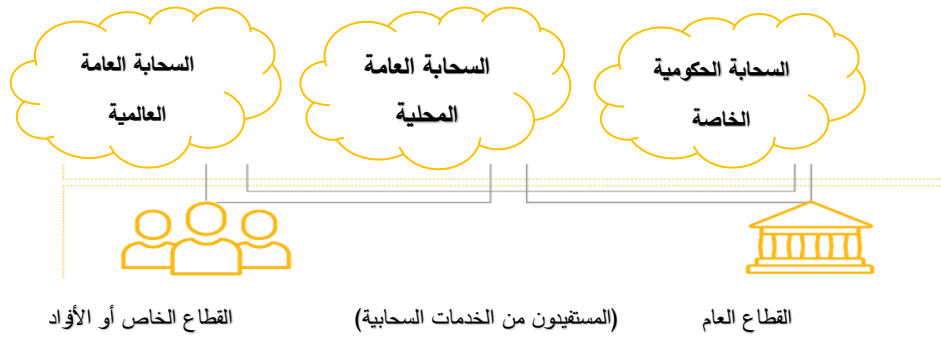 السحابة الحكومية
الخاصة
السحابة العامة
المحلية
السحابة العامة
العالمية
القطاع العام
(المستفيدون من الخدمات السحابية)
القطاع الخاص أو الأفراد